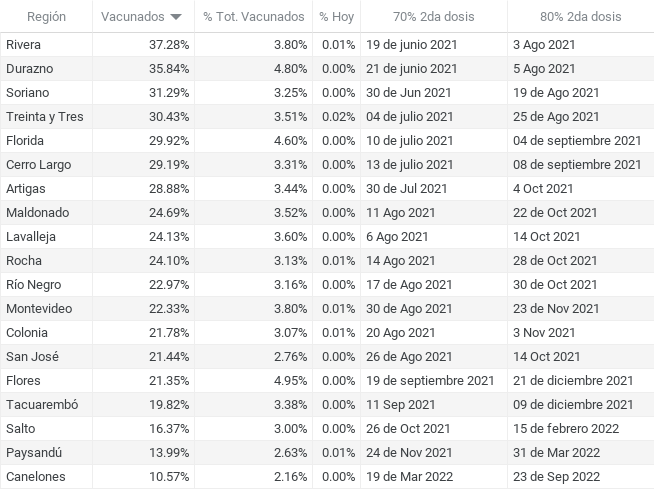 Región Vacunados % Tot. Vacunados % Hoy 70% 2da dosis 80% 2da dosis
Rivera 37.28% 3.80% 0.01% 19 de junio 2021 3 Ago 2021
Durazno 35.84% 4.80% 0.00% 21 de junio 2021 5 Ago 2021
Soriano 31.29% 3.25% 0.00% 30 de Jun 2021 19 de Ago 2021
Treinta y Tres 30.43% 3.51% 0.02% 04 de julio 2021 25 de Ago 2021
Florida 29.92% 4.60% 0.00% 10 de julio 2021 04 de septiembre 2021
Cerro Largo 29.19% 3.31% 0.00% 13 de julio 2021 08 de septiembre 2021
Artigas 28.88% 3.44% 0.00% 30 de Jul 2021 4 Oct 2021
Maldonado 24.69% 3.52% 0.00% 11 Ago 2021 22 de Oct 2021
Lavalleja 24.13% 3.60% 0.00% 6 Ago 2021 14 Oct 2021
Rocha 24.10% 3.13% 0.01% 14 Ago 2021 28 de Oct 2021
Río Negro 22.97% 3.16% 0.00% 17 de Ago 2021 30 de Oct 2021
Montevideo 22.33% 3.80% 0.01% 30 de Ago 2021 23 de Nov 2021
Colonia 21.78% 3.07% 0.01% 20 Ago 2021 3 Nov 2021
San José 21.44% 2.76% 0.00% 26 de Ago 2021 14 Oct 2021
Flores 21.35% 4.95% 0.00% 19 de septiembre 2021 21 de diciembre 2021
Tacuarembó 19.82% 3.38% 0.00% 11 Sep 2021 09 de diciembre 2021
Salto 16.37% 3.00% 0.00% 26 de Oct 2021 15 de febrero 2022
Paysandú 13.99% 2.63% 0.01% 24 de Nov 2021 31 de Mar 2022
Canelones 10.57% 2.16% 0.00% 19 de Mar 2022 23 de Sep 2022